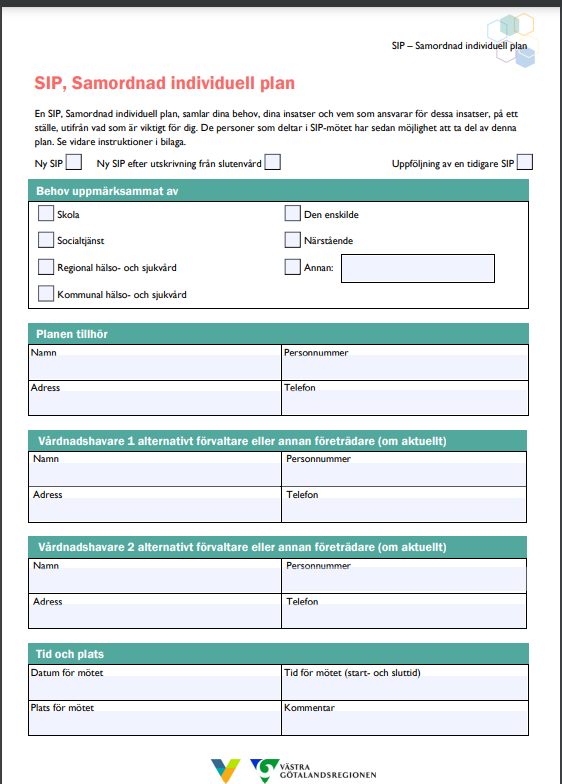 SIP – Samordnad individuell plan
SIP, Samordnad individuell plan
En SIP, Samordnad individuell plan, samlar dina behov, dina insatser och vem som ansvarar för dessa insatser, på ett
ställe, utifrån vad som är viktigt för dig. De personer som deltar i SIP-mötet har sedan möjlighet att ta del av denna
plan. Se vidare instruktioner i bilaga.
Ny SIP Ny SIP efter utskrivning från slutenvård Uppföljning av en tidigare SIP
Behov uppmärksammat av
Skola Den enskilde
Socialtjänst Närstående
Regional hälso- och sjukvård Annan:
Kommunal hälso- och sjukvård
Planen tillhör
Namn Personnummer
Adress Telefon
Vårdnadshavare 1 alternativt förvaltare eller annan företrädare (om aktuellt)
Namn Personnummer
Adress Telefon
Vårdnadshavare 2 alternativt förvaltare eller annan företrädare (om aktuellt)
Namn Personnummer
Adress Telefon
Tid och plats
Datum för mötet Tid för mötet (start- och sluttid)
Plats för mötet Kommentar
VÄSTRA
GÖTALANDSREGIONEN